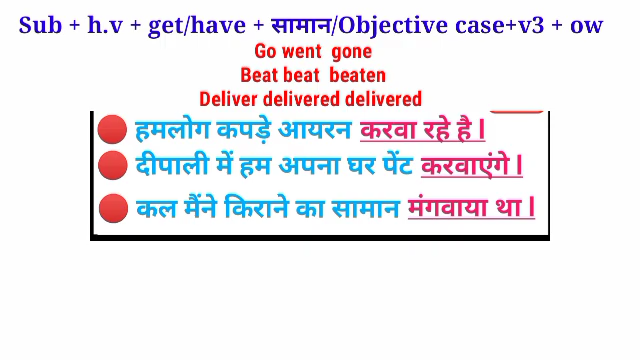 Sub + h.v + get/have + सामान/Objective case+v3 + ow
Go went gone
Beat beat beaten
Deliver delivered delivered
हमलोग कपड़े आयरन करवा रहे है l
दीपाली में हम अपना घर पेंट करवाएंगे l
कल मैंने किराने का सामान मंगवाया था l